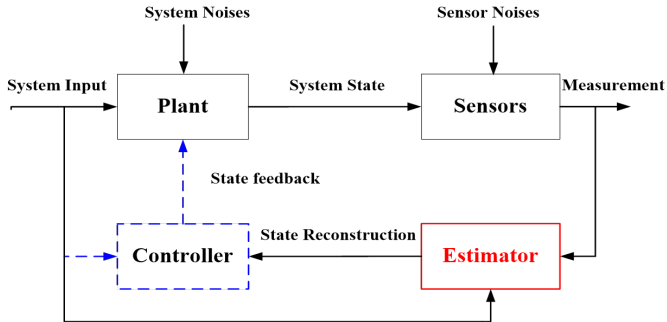 System Noises
Sensor Noises
System Input
Plant
System State
Sensors
Measurement
State feedback
Controller
State Reconstruction
Estimator